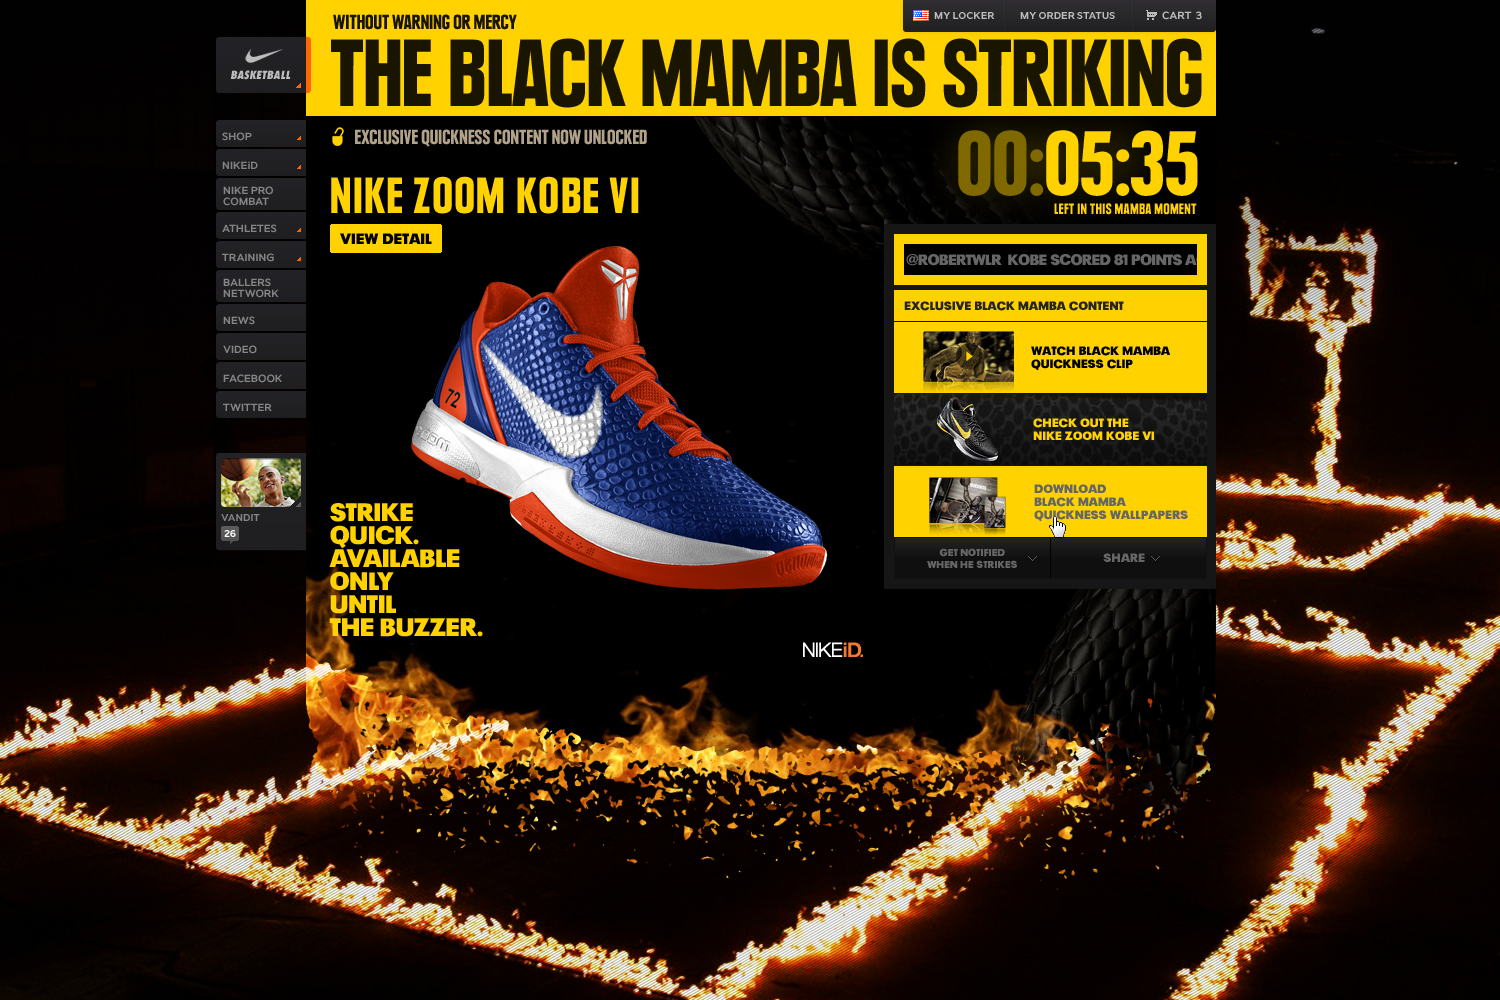 WITHOUT WARNING OR MERCY
MY LOCKER
MY ORDER STATUS
CART 3
THE BLACK MAMBA IS STRIKING
BASKETBALL
SHOP
NIKEiD
NIKE PRO
COMBAT
ATHLETES
TRAINING
BALLERS
NETWORK
NEWS
VIDEO
FACEBOOK
TWITTER
VANDIT
26
EXCLUSIVE QUICKNESS CONTENT NOW UNLOCKED
00:05:35
LEFT IN THIS MAMBA MOMENT
NIKE ZOOM KOBE VI
VIEW DETAIL
72
STRIKE
QUICK.
AVAILABLE
ONLY
UNTIL
THE BUZZER.
NIKEiD.
@ROBERTWLR KOBE SCORED 81 POINTS A
EXCLUSIVE BLACK MAMBA CONTENT
WATCH BLACK MAMBA
QUICKNESS CLIP
CHECK OUT THE
NIKE ZOOM KOBE VI
DOWNLOAD
BLACK MAMBA
QUICKNESS WALLPAPERS
GET NOTIFIED
WHEN HE STRIKES
SHARE